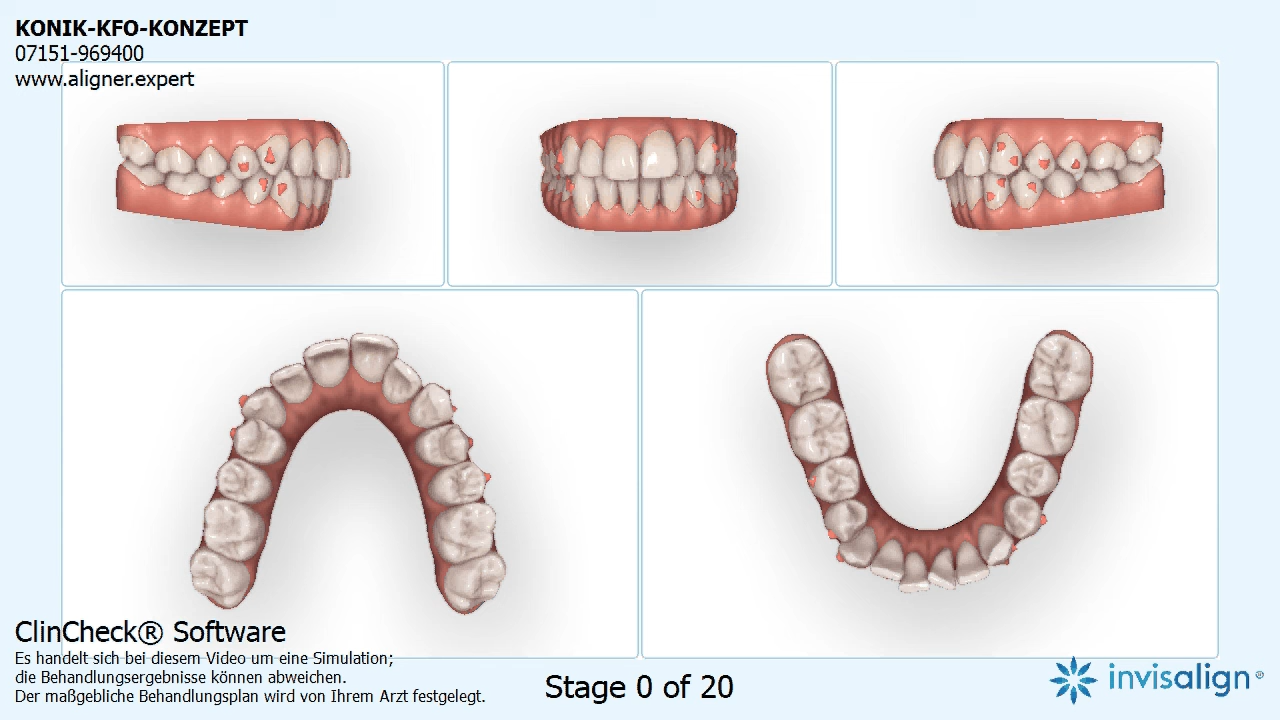 KONIK-KFO-KONZEPT
07151-969400
www.aligner.expert
ClinCheck® Software
Es handelt sich bei diesem Video um eine Simulation;
die Behandlungsergebnisse können abweichen.
Der maßgebliche Behandlungsplan wird von Ihrem Arzt festgelegt.
Stage 0 of 20
invisalign®